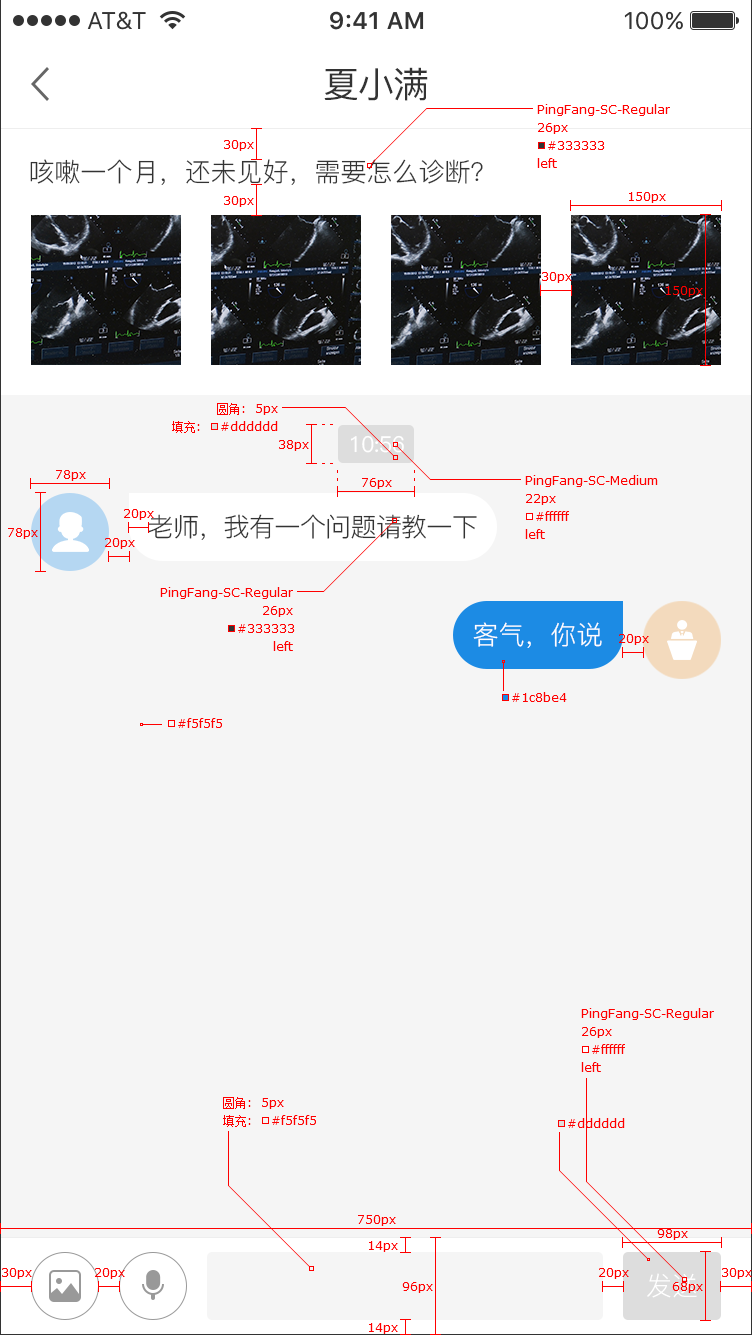 AT&T 9:41 AM 100%
夏小满
PingFang-SC-Regular
26px
#333333
left
30px
咳嗽一个月，还未见好，需要怎么诊断？
30px
150px
30px
150px
圆角：5px
填充：#dddddd
38px
10:56
76px
PingFang-SC-Medium
22px
#ffffff
left
78px
78px
20px
20px
老师，我有一个问题请教一下
PingFang-SC-Regular
26px
#333333
left
客气，你说
20px
#1c8be4
#f5f5f5
PingFang-SC-Regular
26px
#ffffff
left
圆角：5px
填充：#f5f5f5
#dddddd
750px
98px
14px
30px
20px
96px
20px
发送
68px
30px
14px